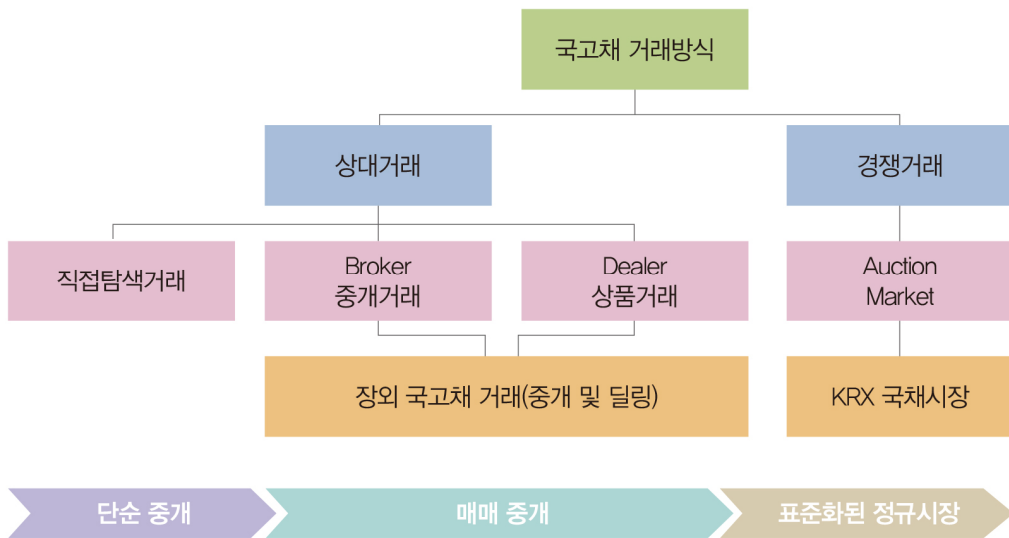 국고채 거래방식
상대거래
경쟁거래
직접탐색거래
Broker
중개거래
Dealer
상품거래
Auction
Market
장외 국고채 거래(중개 및 딜링)
KRX 국채시장
단순 중개
매매 중개
표준화된 정규시장